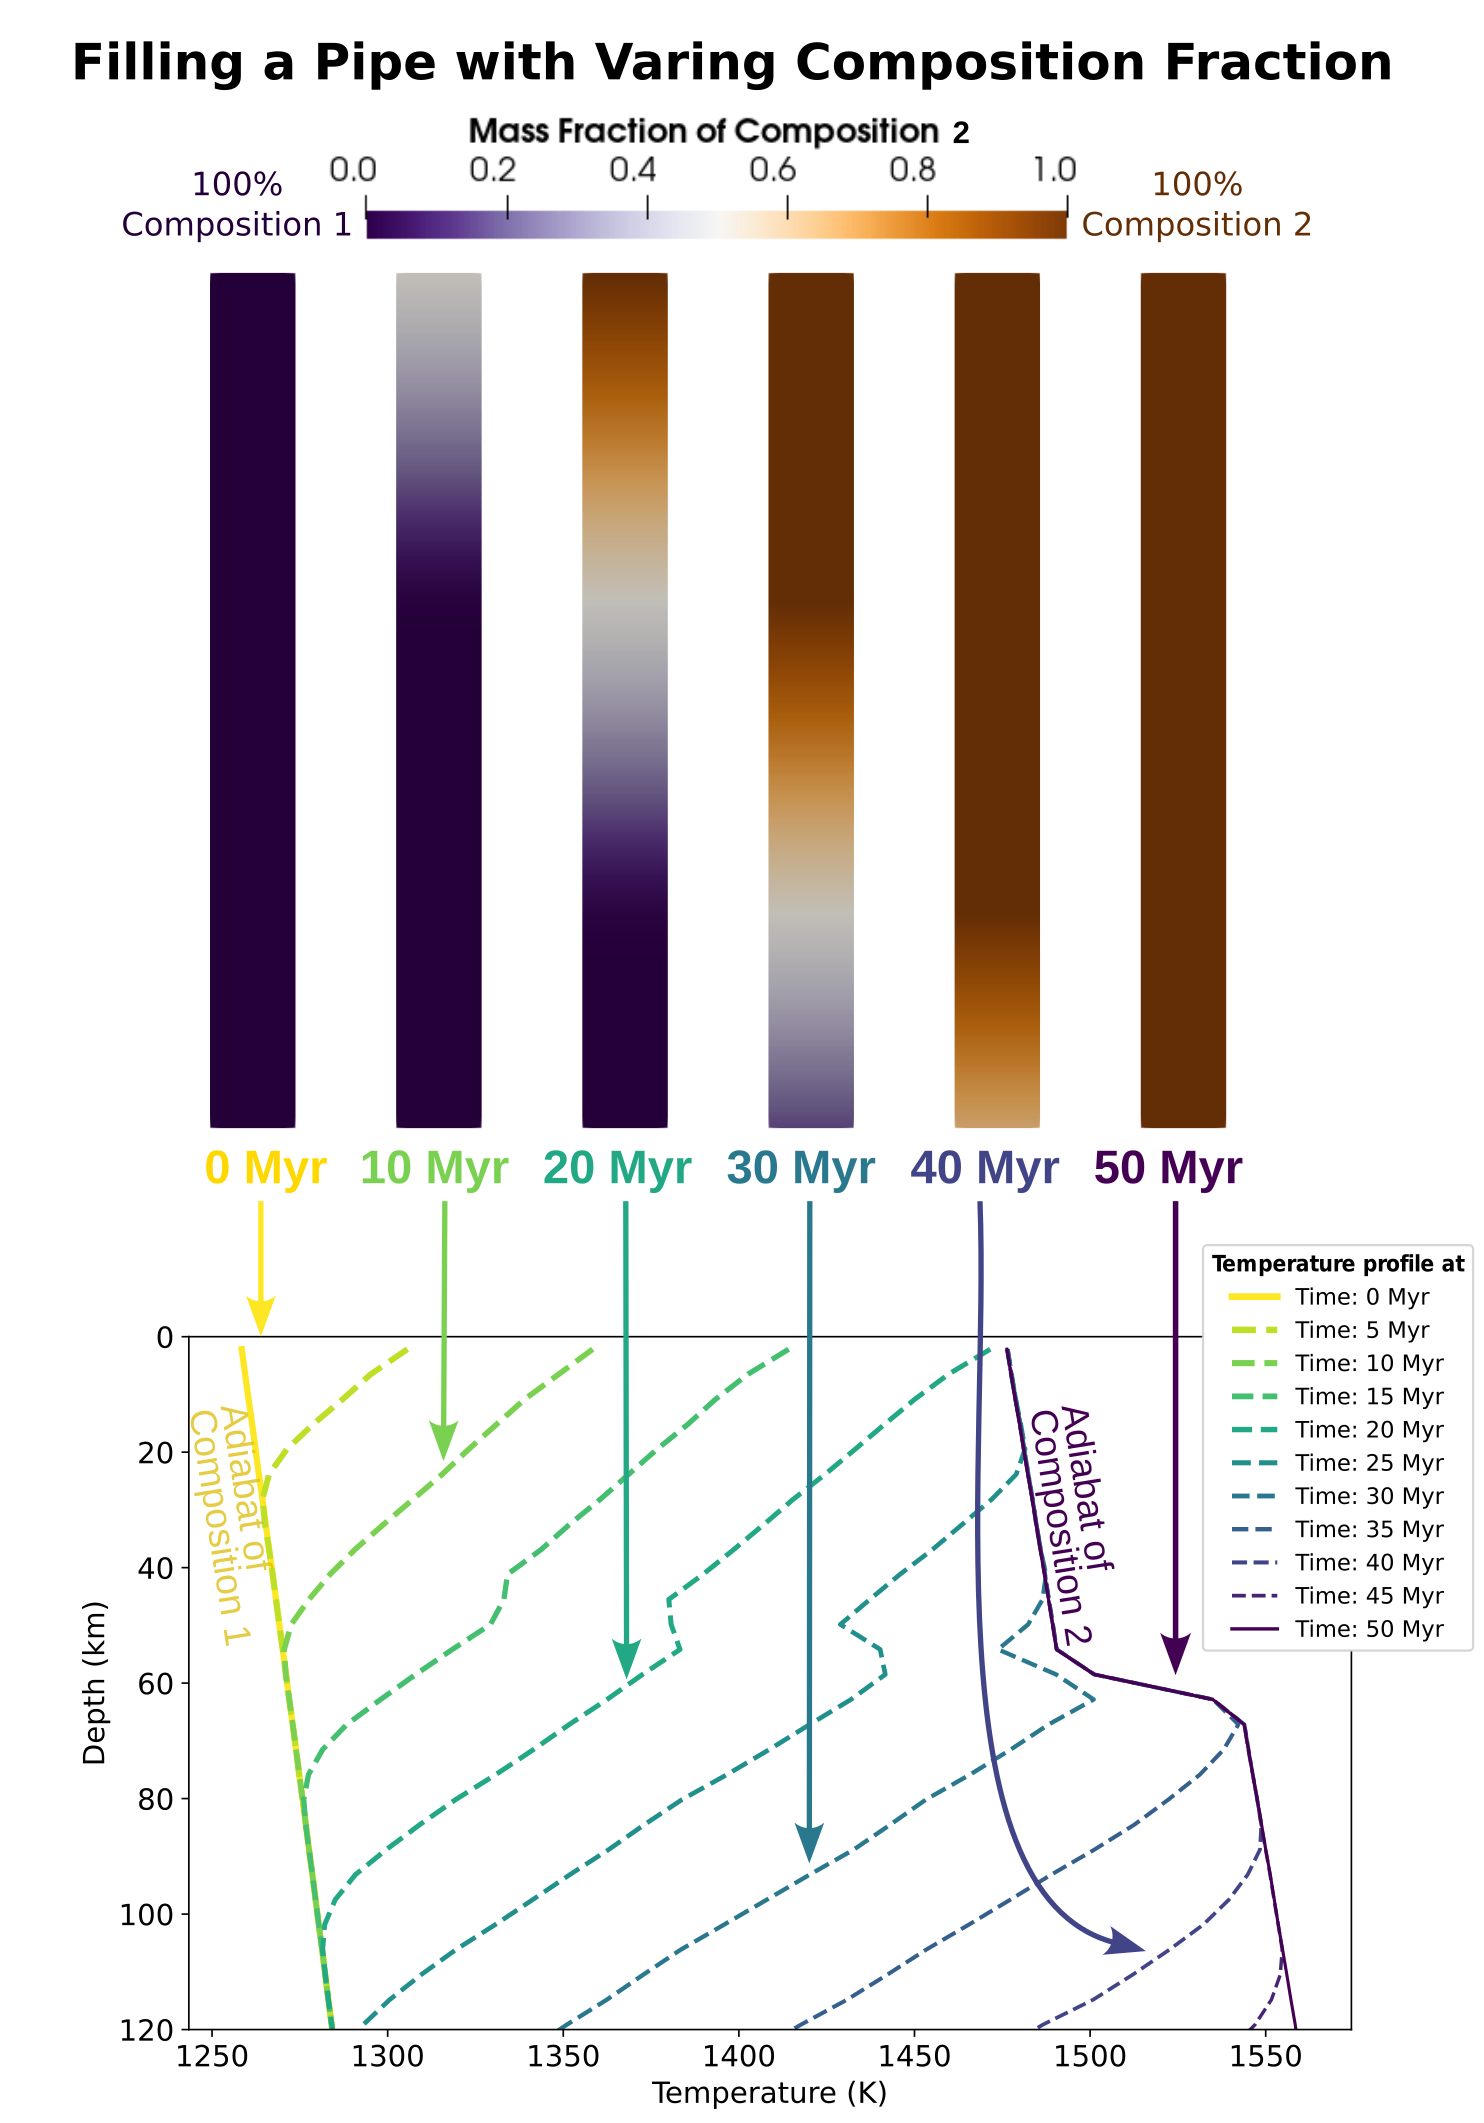 Filling a Pipe with Varing Composition Fraction
Mass Fraction of Composition 2
0.0 0.2 0.4 0.6 0.8 1.0
100%
Composition 1
100%
Composition 2
0 Myr 10 Myr 20 Myr 30 Myr 40 Myr 50 Myr
Temperature profile at
Time: 0 Myr
Time: 5 Myr
Time: 10 Myr
Time: 15 Myr
Time: 20 Myr
Time: 25 Myr
Time: 30 Myr
Time: 35 Myr
Time: 40 Myr
Time: 45 Myr
Time: 50 Myr
Adiabat of
Composition 1
Adiabat of
Composition 2
Depth (km)
0
20
40
60
80
100
120
1250 1300 1350 1400 1450 1500 1550
Temperature (K)